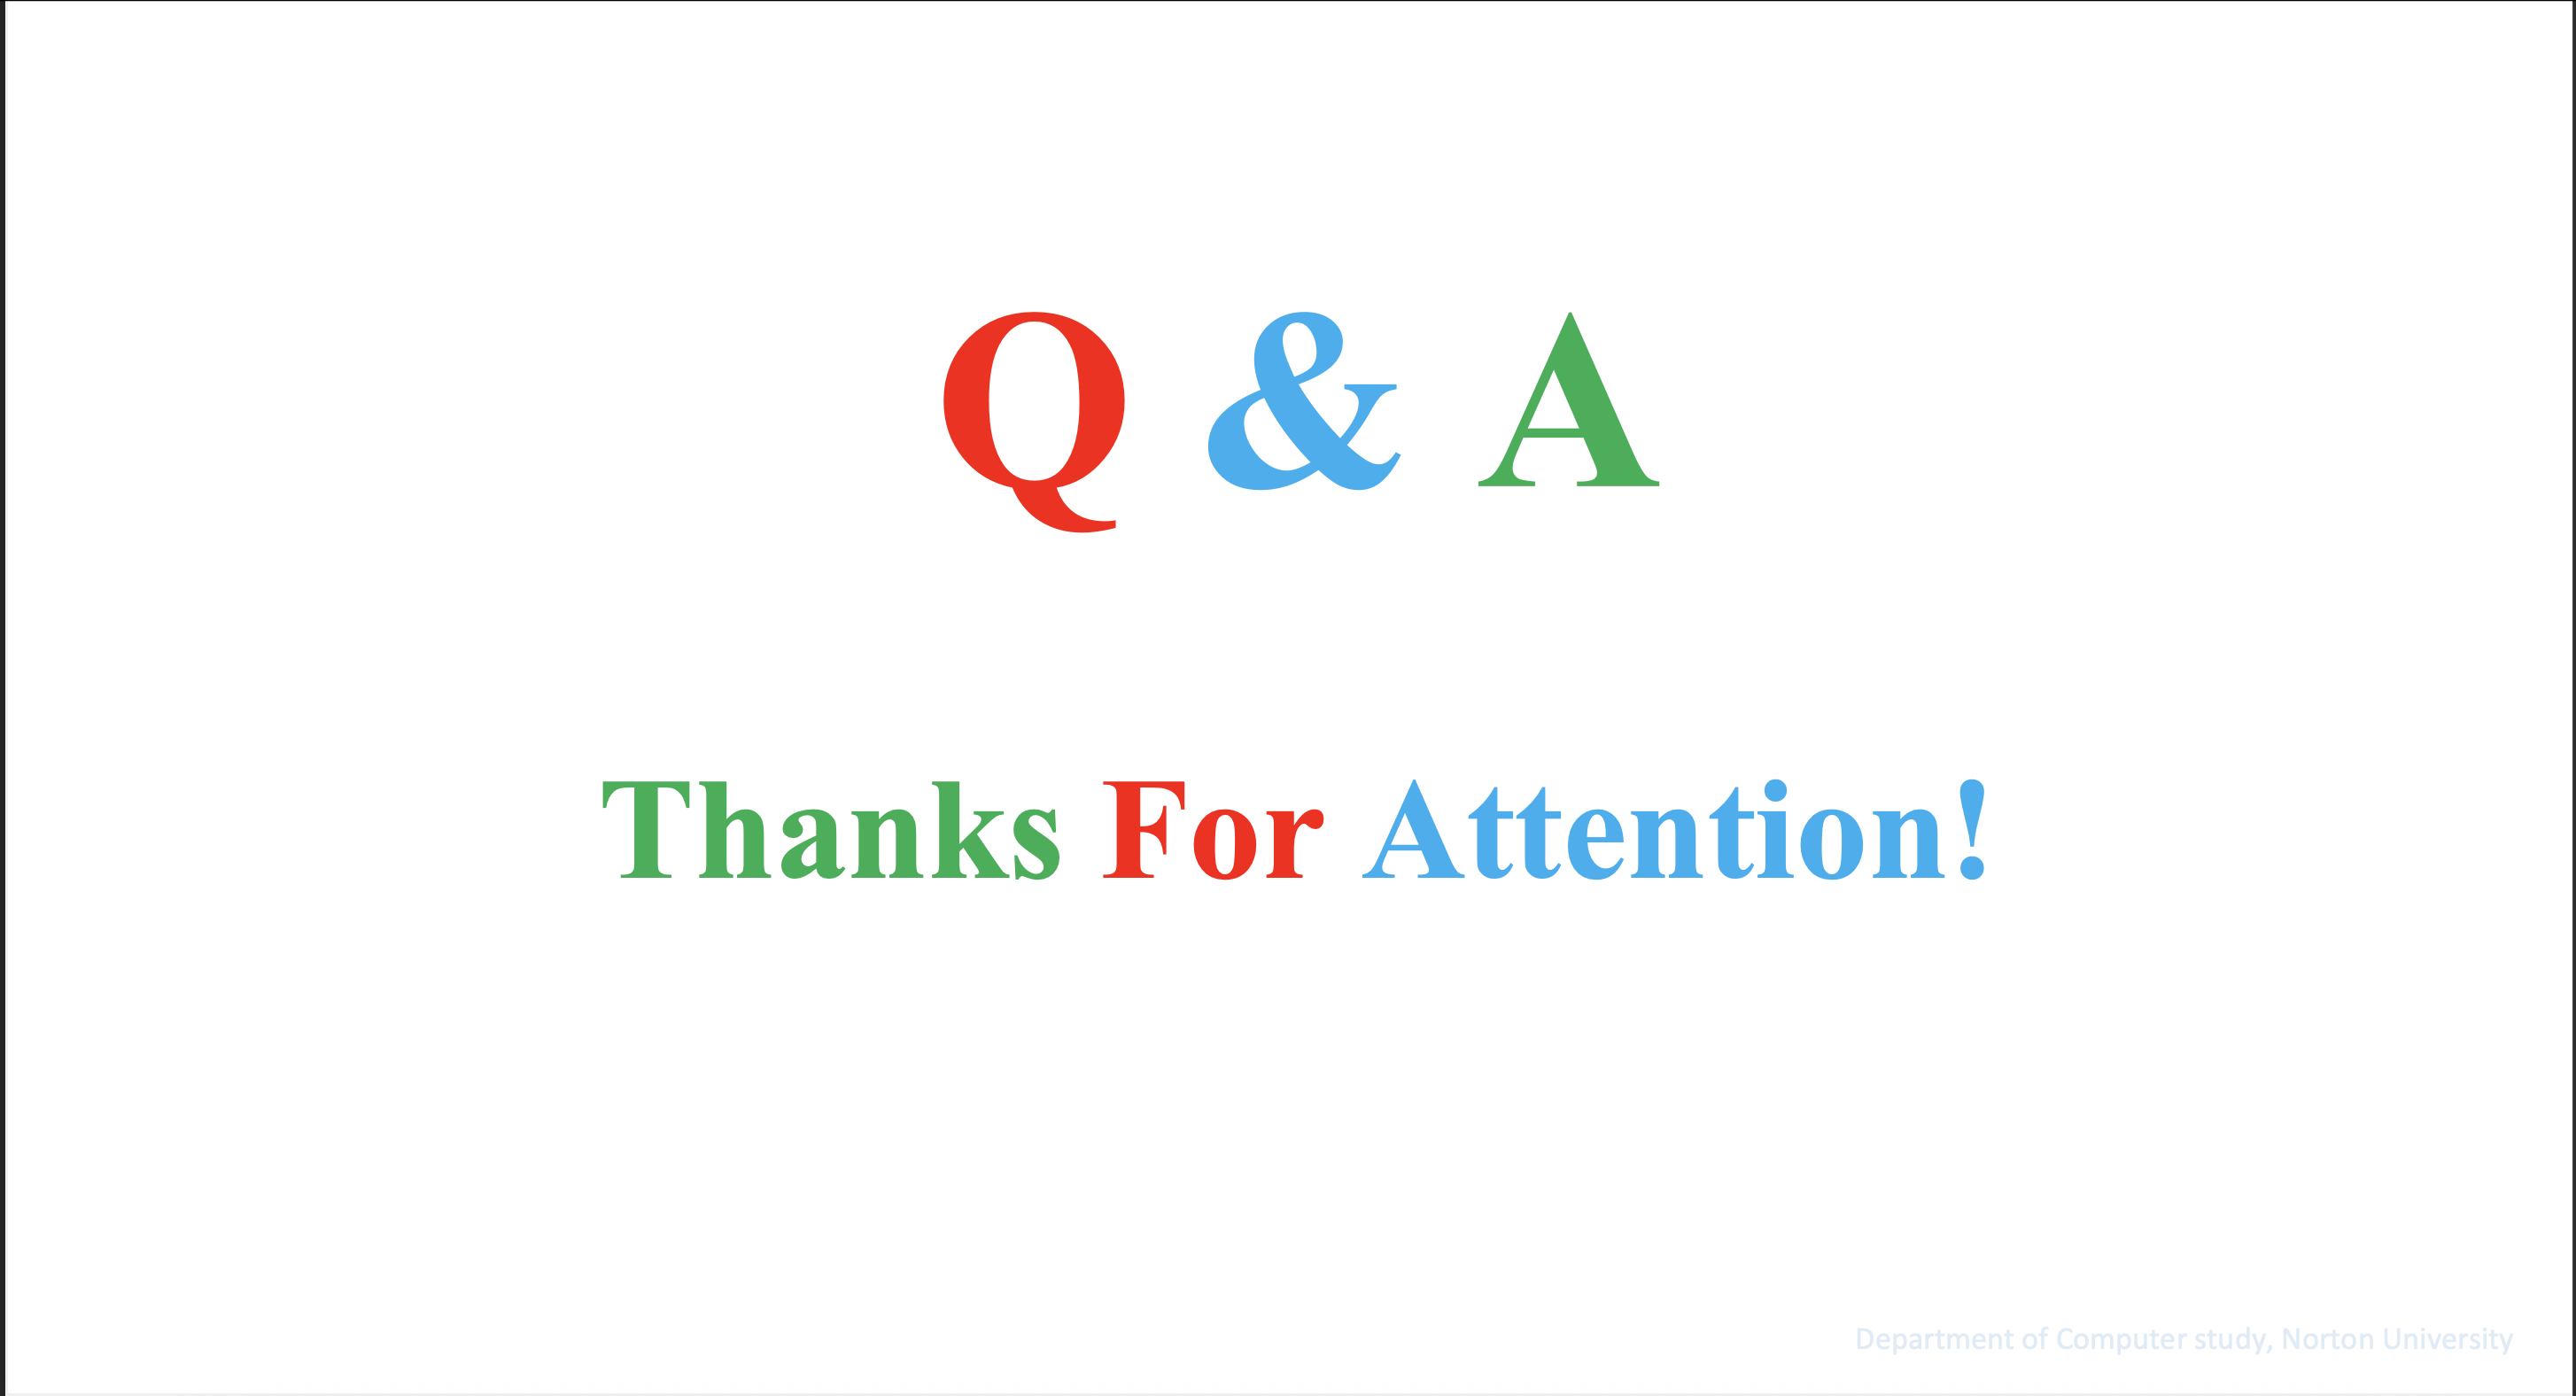 Q & A
Thanks For Attention!
Department of Computer study, Norton University